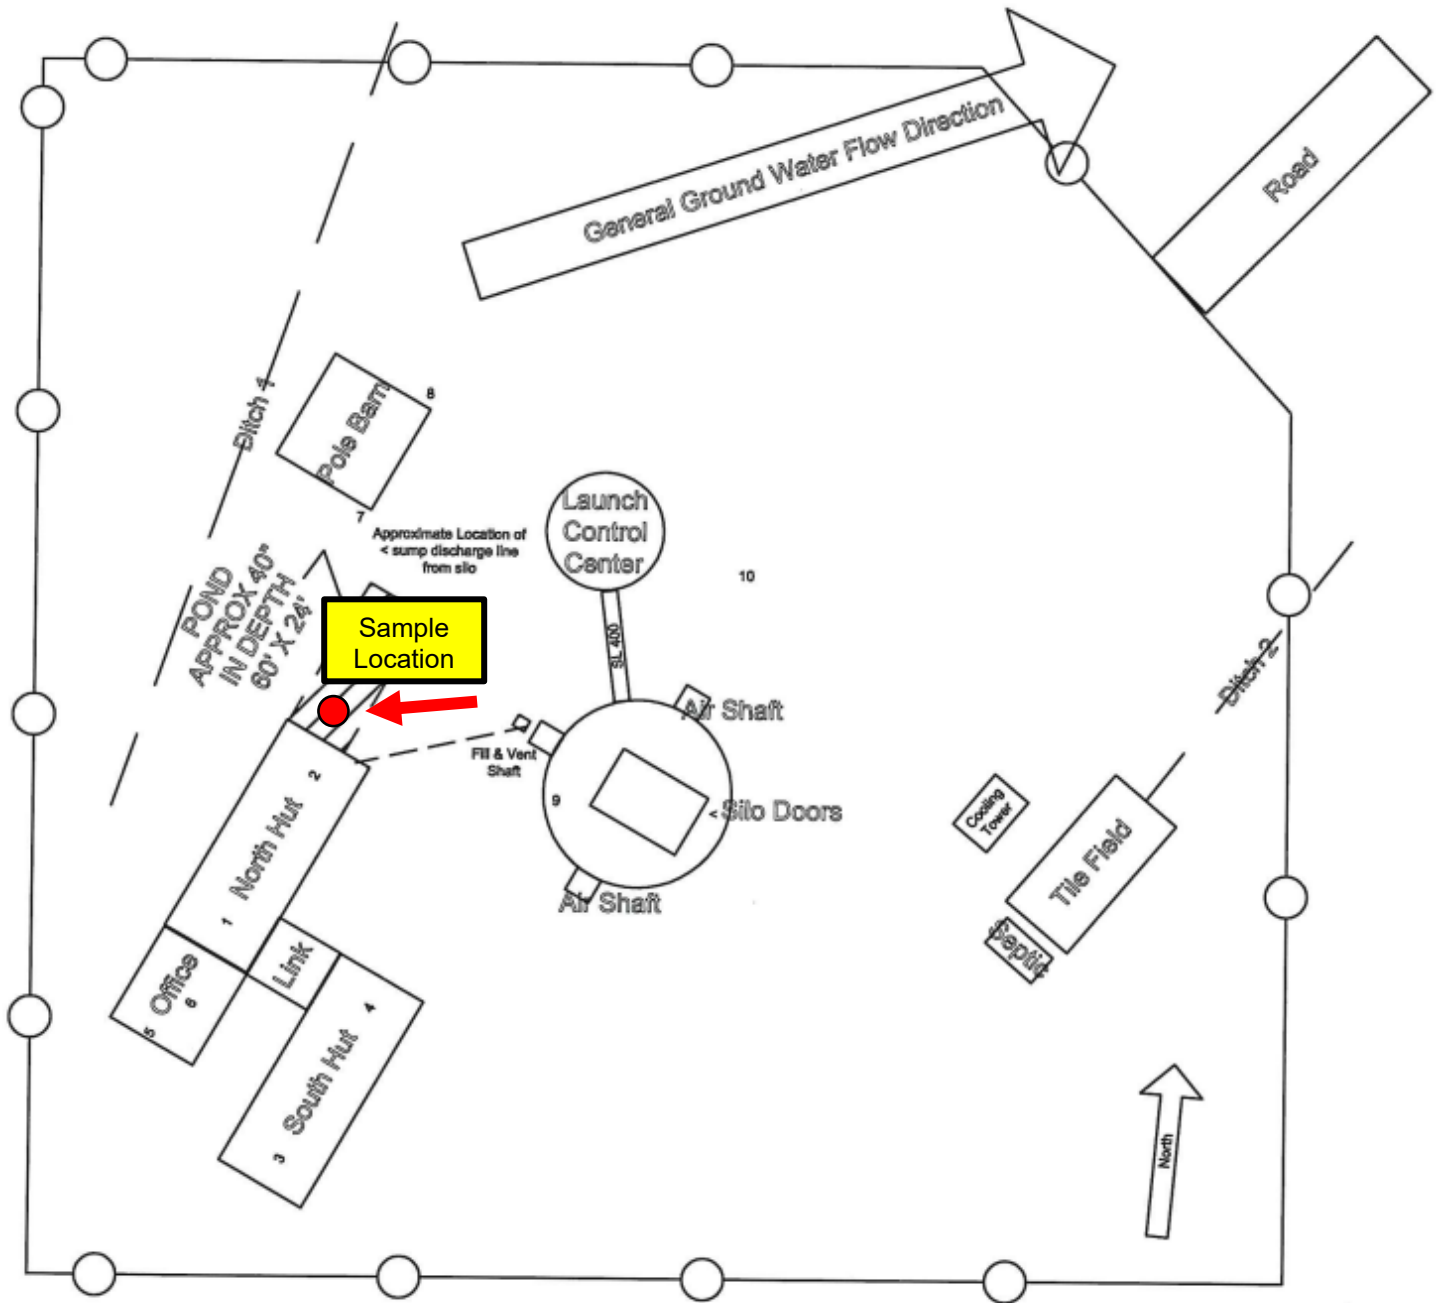 General Ground Water Flow Direction
Road
Ditch 1
Pole Barn
8
7
Approximate Location of
< sump discharge line
from silo
Launch
Control
Center
10
POND
APPROX 40"
IN DEPTH
60' X 24'
Sample
Location
SL 400
Ditch 2
Air Shaft
Fill & Vent
Shaft
9
< Silo Doors
Air Shaft
Cooling
Tower
Tile Field
Septic
2
North Hut
1
Link
Office
6
5
4
South Hut
3
North